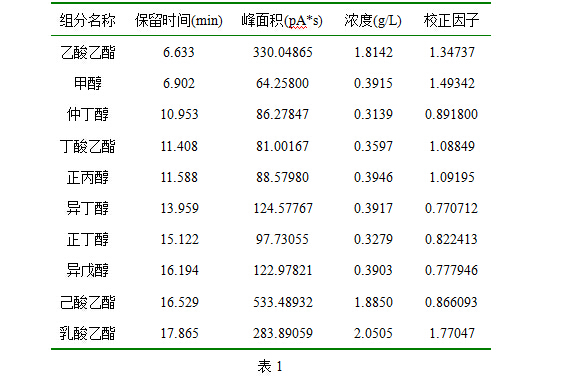 组分名称 保留时间(min) 峰面积(pA*s) 浓度(g/L) 校正因子
乙酸乙酯 6.633 330.04865 1.8142 1.34737
甲醇 6.902 64.25800 0.3915 1.49342
仲丁醇 10.953 86.27847 0.3139 0.891800
丁酸乙酯 11.408 81.00167 0.3597 1.08849
正丙醇 11.588 88.57980 0.3946 1.09195
异丁醇 13.959 124.57767 0.3917 0.770712
正丁醇 15.122 97.73055 0.3279 0.822413
异戊醇 16.194 122.97821 0.3903 0.777946
己酸乙酯 16.529 533.48932 1.8850 0.866093
乳酸乙酯 17.865 283.89059 2.0505 1.77047
表 1